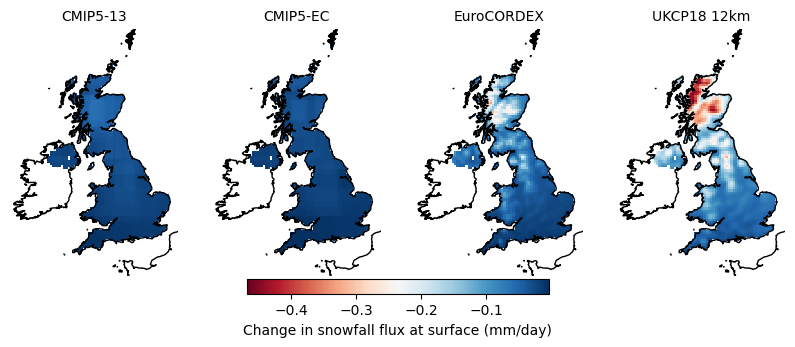 CMIP5-13 CMIP5-EC EuroCORDEX UKCP18 12km
−0.4 −0.3 −0.2 −0.1
Change in snowfall flux at surface (mm/day)